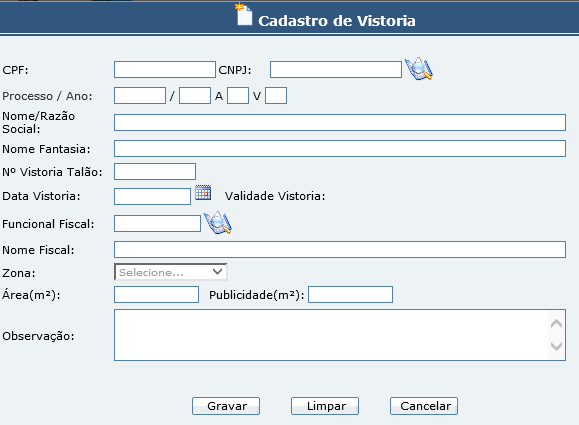 Cadastro de Vistoria
CPF: CNPJ:
Processo / Ano: / A V
Nome/Razão
Social:
Nome Fantasia:
Nº Vistoria Talão:
Data Vistoria: Validade Vistoria:
Funcional Fiscal:
Nome Fiscal:
Zona: Selecione...
Área(m²): Publicidade(m²):
Observação:
Gravar Limpar Cancelar